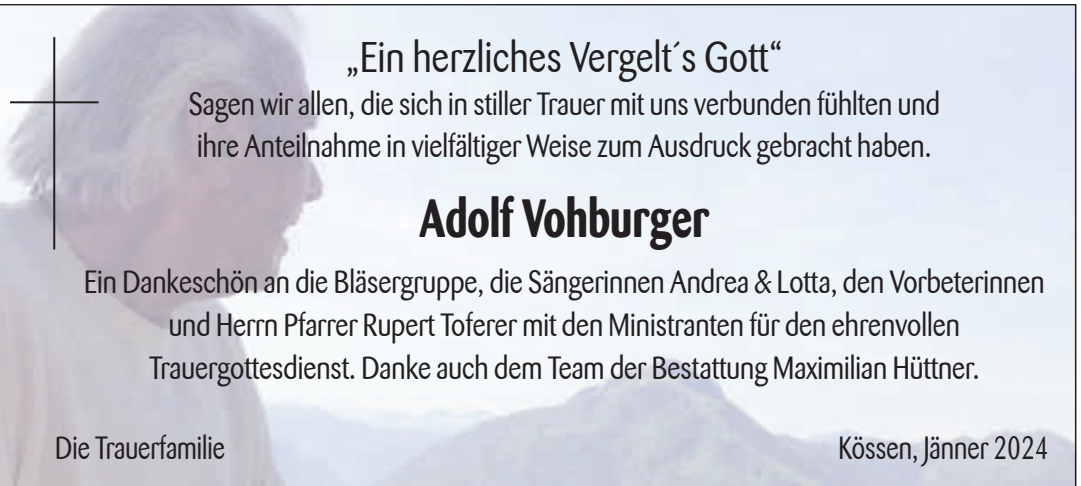 „Ein herzliches Vergelt´s Gott“
Sagen wir allen, die sich in stiller Trauer mit uns verbunden fühlten und
ihre Anteilnahme in vielfältiger Weise zum Ausdruck gebracht haben.
Adolf Vohburger
Ein Dankeschön an die Bläsergruppe, die Sängerinnen Andrea & Lotta, den Vorbeterinnen
und Herrn Pfarrer Rupert Toferer mit den Ministranten für den ehrenvollen
Trauergottesdienst. Danke auch dem Team der Bestattung Maximilian Hüttner.
Die Trauerfamilie
Kössen, Jänner 2024